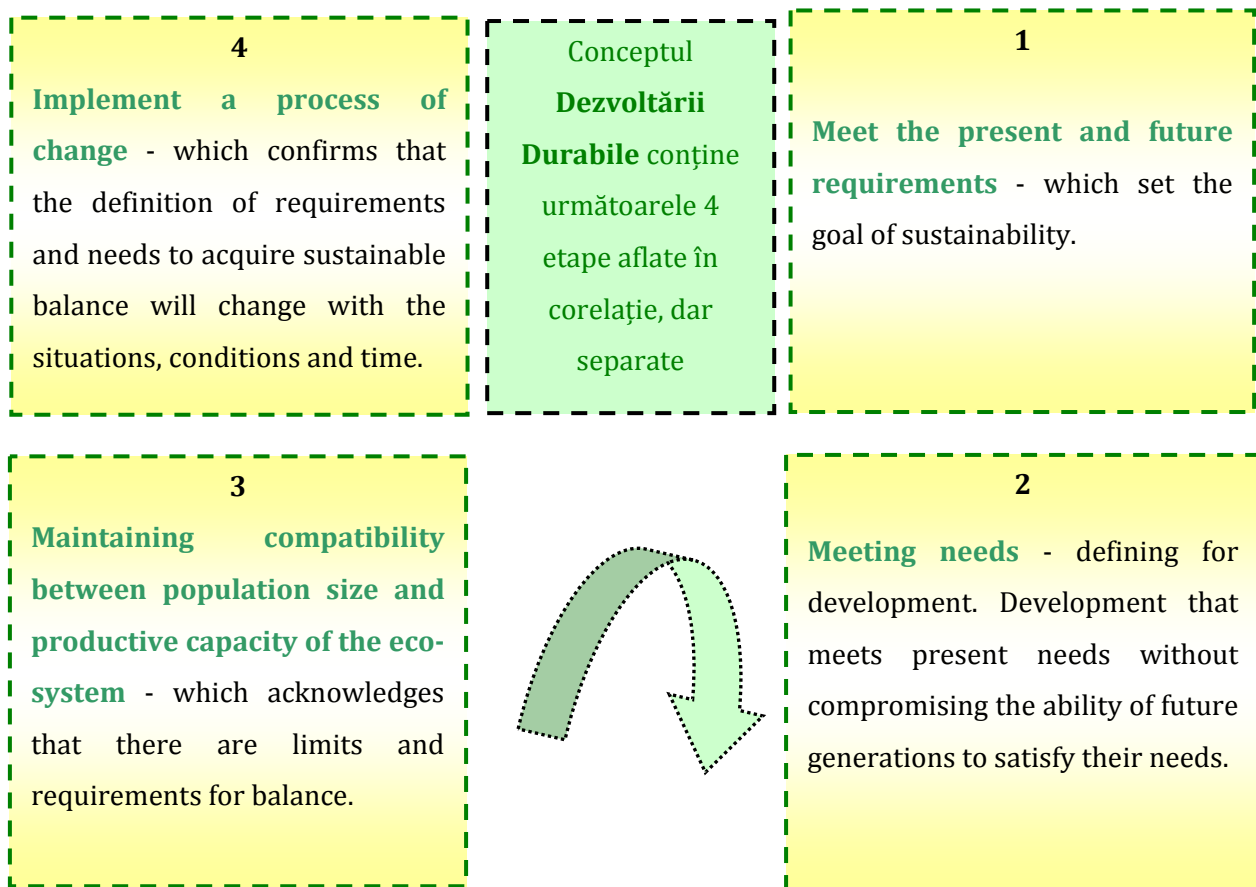 4
Implement a process of
change - which confirms that
the definition of requirements
and needs to acquire sustainable
balance will change with the
situations, conditions and time.
Conceptul
Dezvoltării
Durabile conține
următoarele 4
etape aflate în
corelație, dar
separate
1
Meet the present and future
requirements - which set the
goal of sustainability.
3
Maintaining compatibility
between population size and
productive capacity of the eco-
system - which acknowledges
that there are limits and
requirements for balance.
2
Meeting needs - defining for
development. Development that
meets present needs without
compromising the ability of future
generations to satisfy their needs.